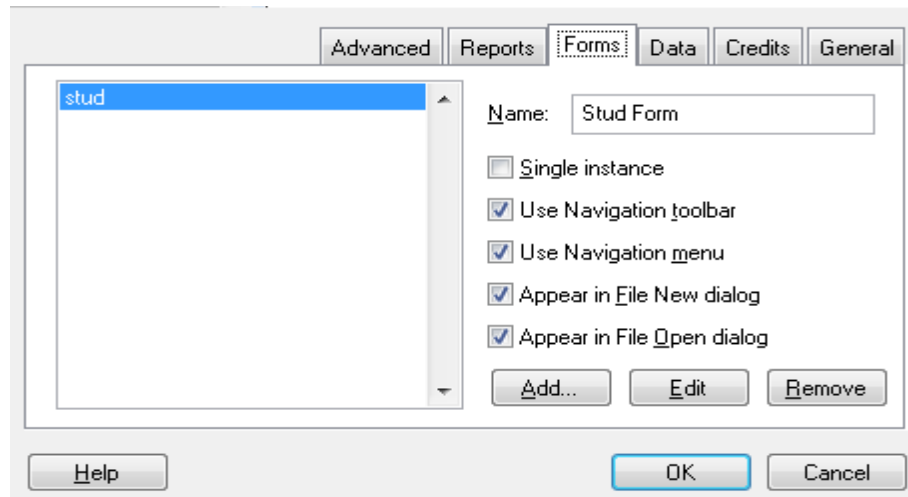 Advanced Reports Forms Data Credits General
stud
Name: Stud Form
Single instance
Use Navigation toolbar
Use Navigation menu
Appear in File New dialog
Appear in File Open dialog
Add... Edit Remove
Help OK Cancel